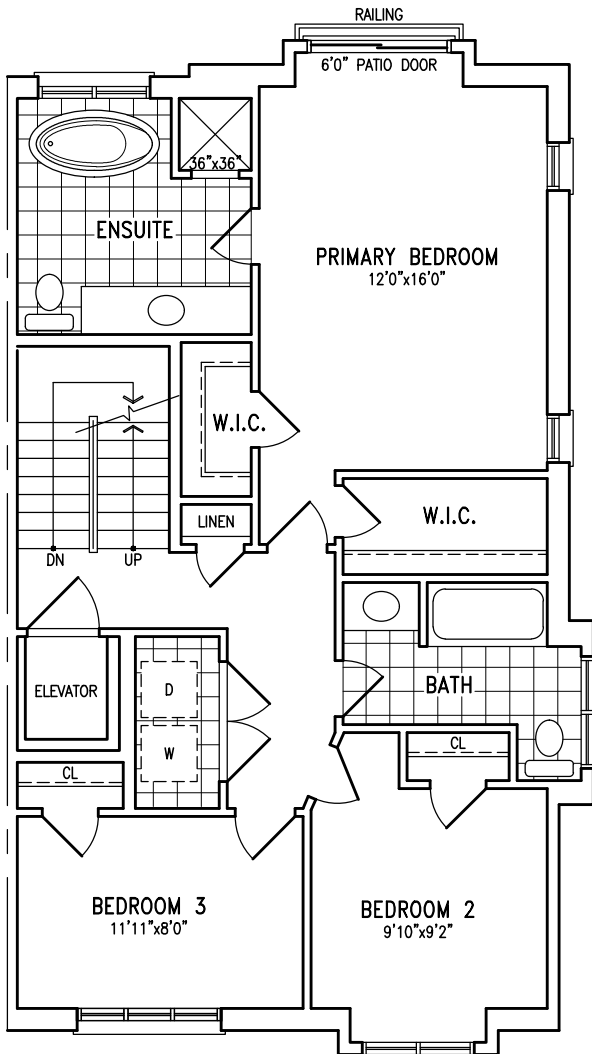 RAILING
6'0" PATIO DOOR
36"x36"
ENSUITE
PRIMARY BEDROOM
12'0"x16'0"
W.I.C.
LINEN
W.I.C.
DN
UP
ELEVATOR
D
W
BATH
CL
CL
BEDROOM 3
11'11"x8'0"
BEDROOM 2
9'10"x9'2"